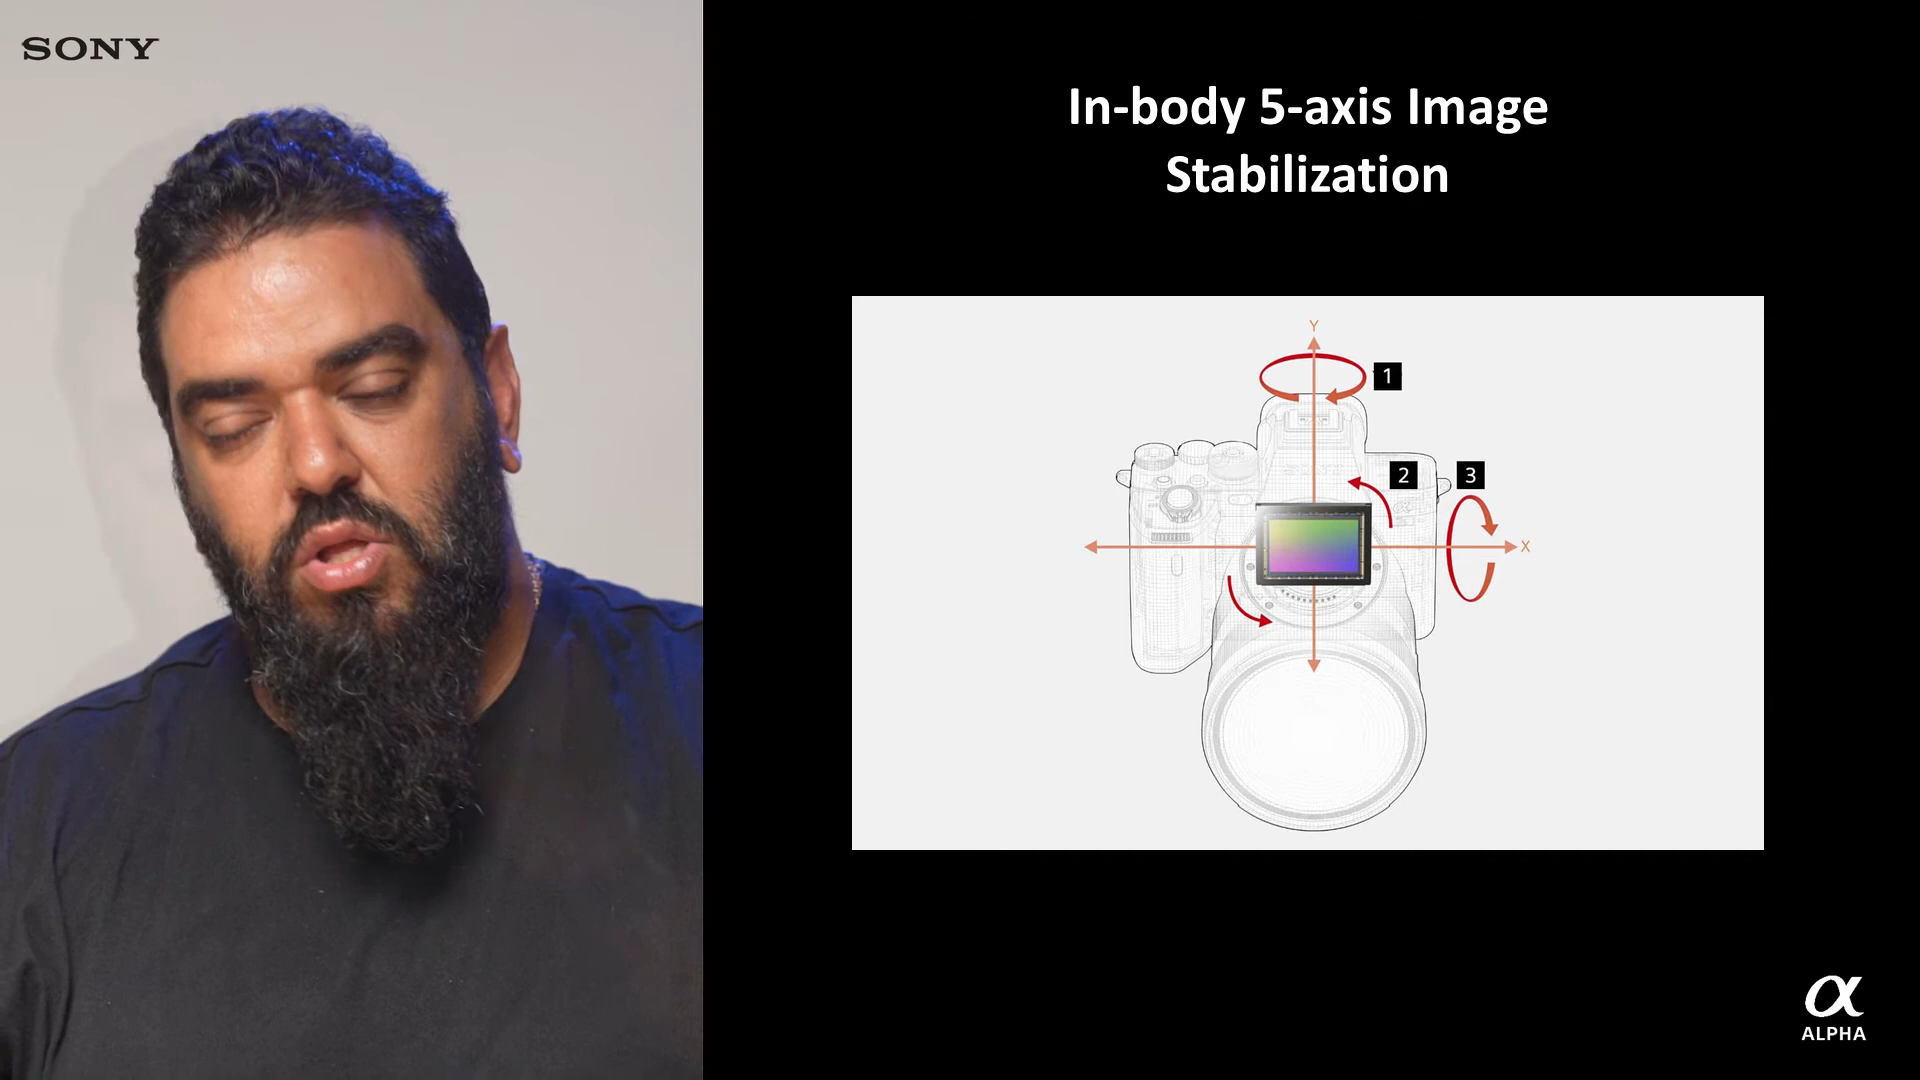 SONY
In-body 5-axis Image
Stabilization
Y
1
2
3
X
α
ALPHA